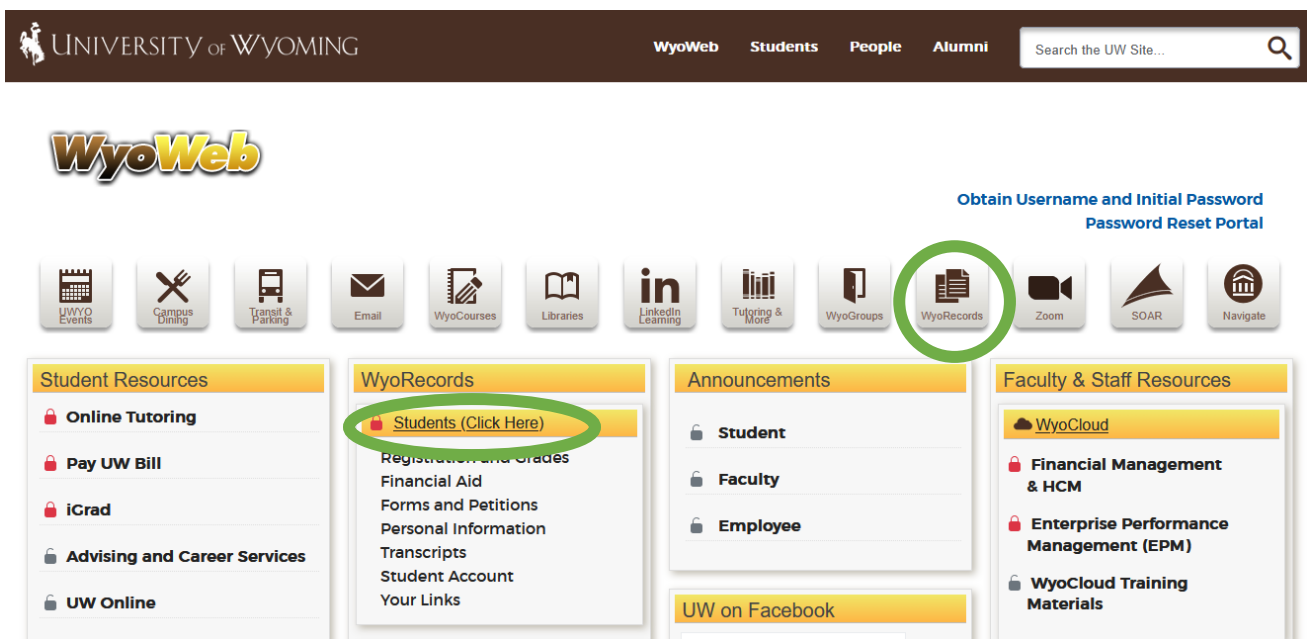 UNIVERSITY OF WYOMING
WyoWeb Students People Alumni
Search the UW Site...
WyoWeb
Obtain Username and Initial Password
Password Reset Portal
UWYO
Events
Campus
Dining
Transit &
Parking
Email
WyoCourses
Libraries
in
LinkedIn
Learning
Tutoring &
More
WyoGroups
WyoRecords
Zoom
SOAR
Navigate
Student Resources
Online Tutoring
Pay UW Bill
iGrad
Advising and Career Services
UW Online
WyoRecords
Students (Click Here)
Registration and Grades
Financial Aid
Forms and Petitions
Personal Information
Transcripts
Student Account
Your Links
Announcements
Student
Faculty
Employee
UW on Facebook
Faculty & Staff Resources
WyoCloud
Financial Management
& HCM
Enterprise Performance
Management (EPM)
WyoCloud Training
Materials